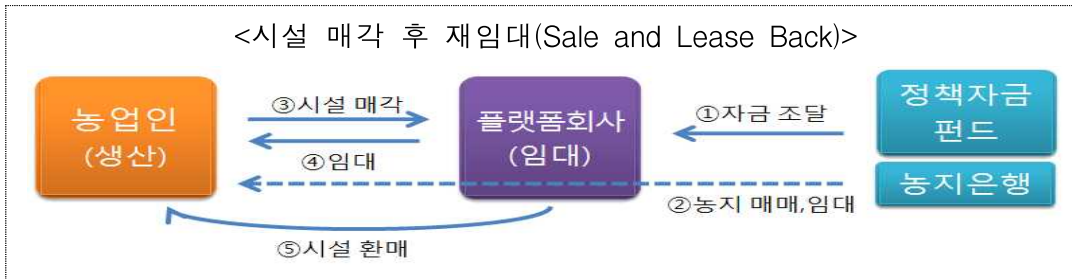 <시설 매각 후 재임대(Sale and Lease Back)>
농업인
(생산)
③시설 매각
④임대
플랫폼회사
(임대)
①자금 조달
정책자금
펀드
농지은행
②농지 매매,임대
⑤시설 환매